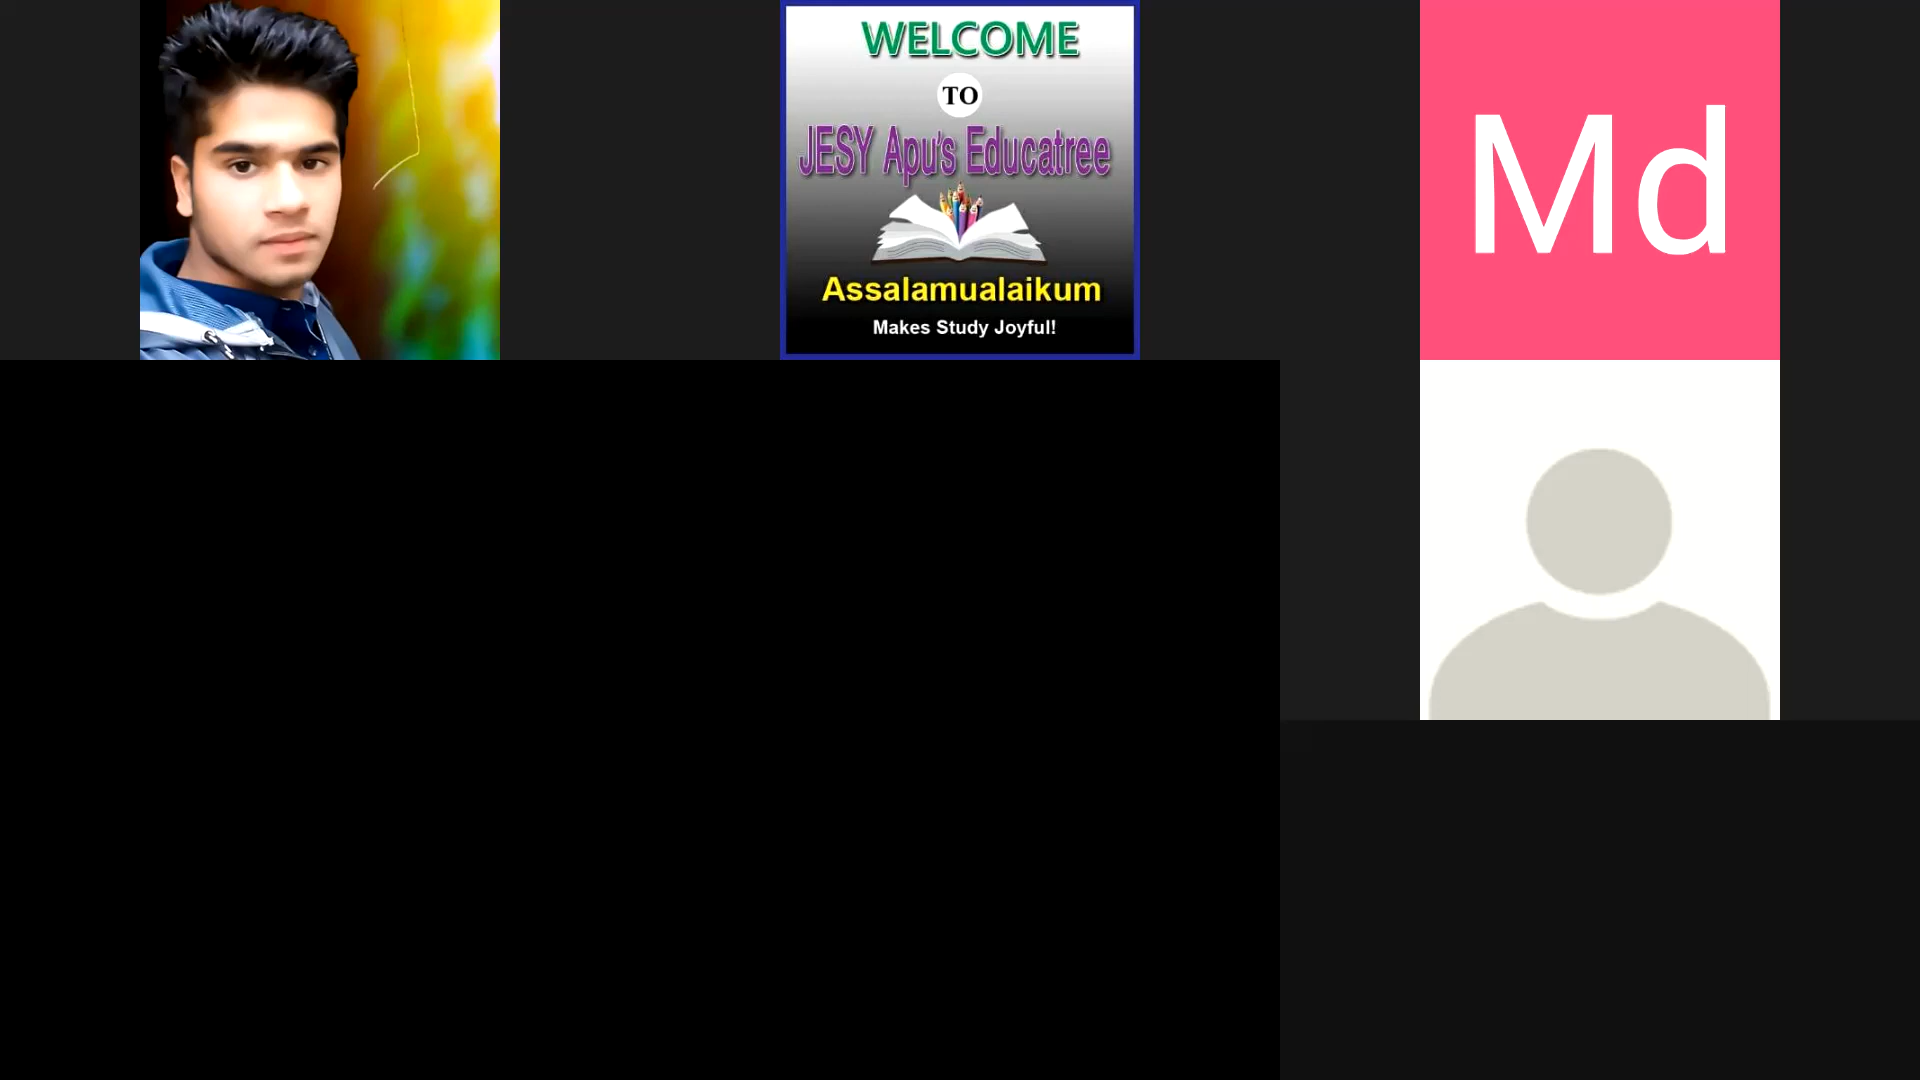 WELCOME
TO
JESY Apu's Educatree
Assalamualaikum
Makes Study Joyful!
Md